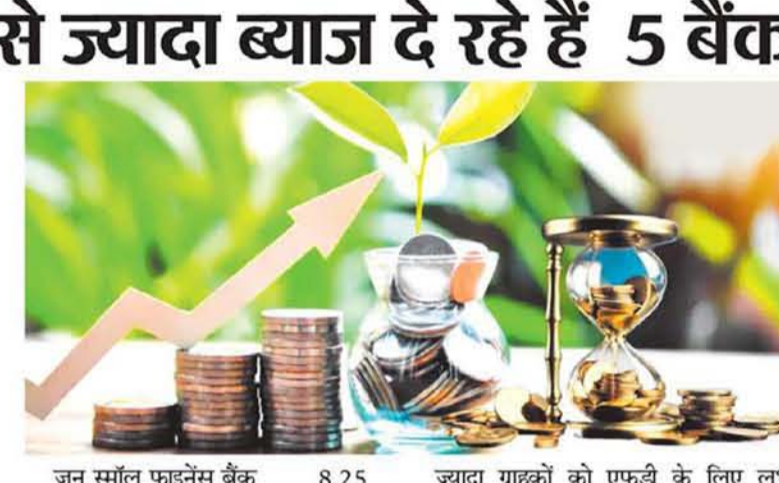 से ज्यादा ब्याज दे रहे हैं 5 बैंक
जन स्मॉल फाइनेंस बैंक 8.25
ज्यादा ग्राहकों को एफडी के लिए